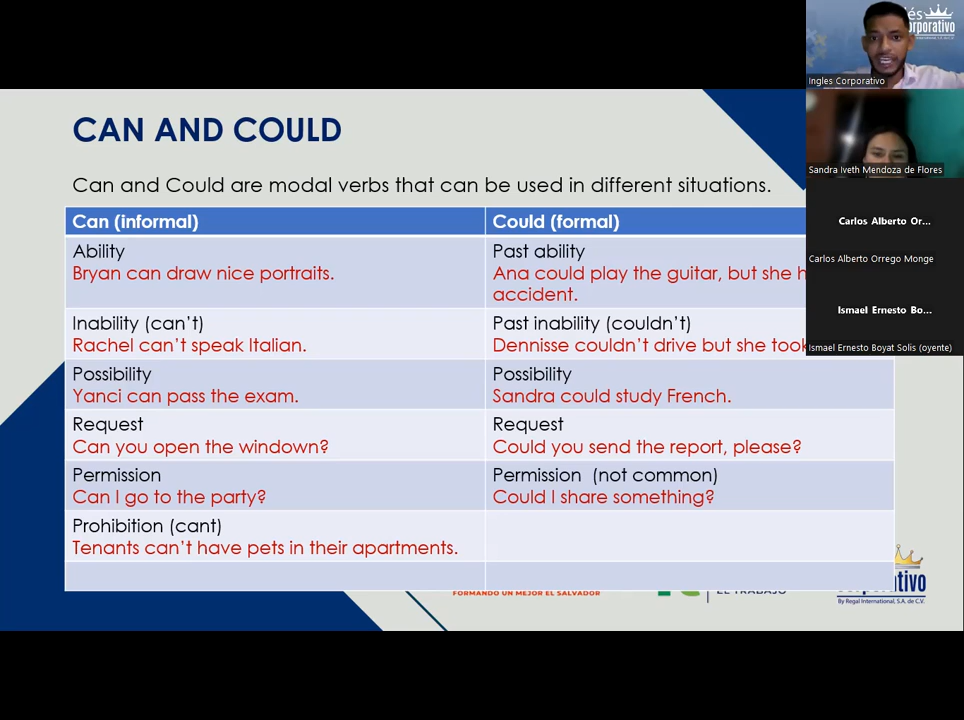 és
orporativo
Ingles Corporativo
CAN AND COULD
Can and Could are modal verbs that can be used in different situations.
Sandra Iveth Mendoza de Flores
Carlos Alberto Or...
Carlos Alberto Orrego Monge
Ismael Ernesto Bo...
Ismael Ernesto Boyat Solis (oyente)
Can (informal)
Could (formal)
Ability
Bryan can draw nice portraits.
Past ability
Ana could play the guitar, but she h
accident.
Inability (can't)
Rachel can't speak Italian.
Past inability (couldn't)
Dennisse couldn't drive but she took
Possibility
Yanci can pass the exam.
Possibility
Sandra could study French.
Request
Can you open the windown?
Request
Could you send the report, please?
Permission
Can I go to the party?
Permission (not common)
Could I share something?
Prohibition (cant)
Tenants can't have pets in their apartments.
FORMANDO UN MEJOR EL SALVADOR
ativo
By Regal International, S.A. de C.V.